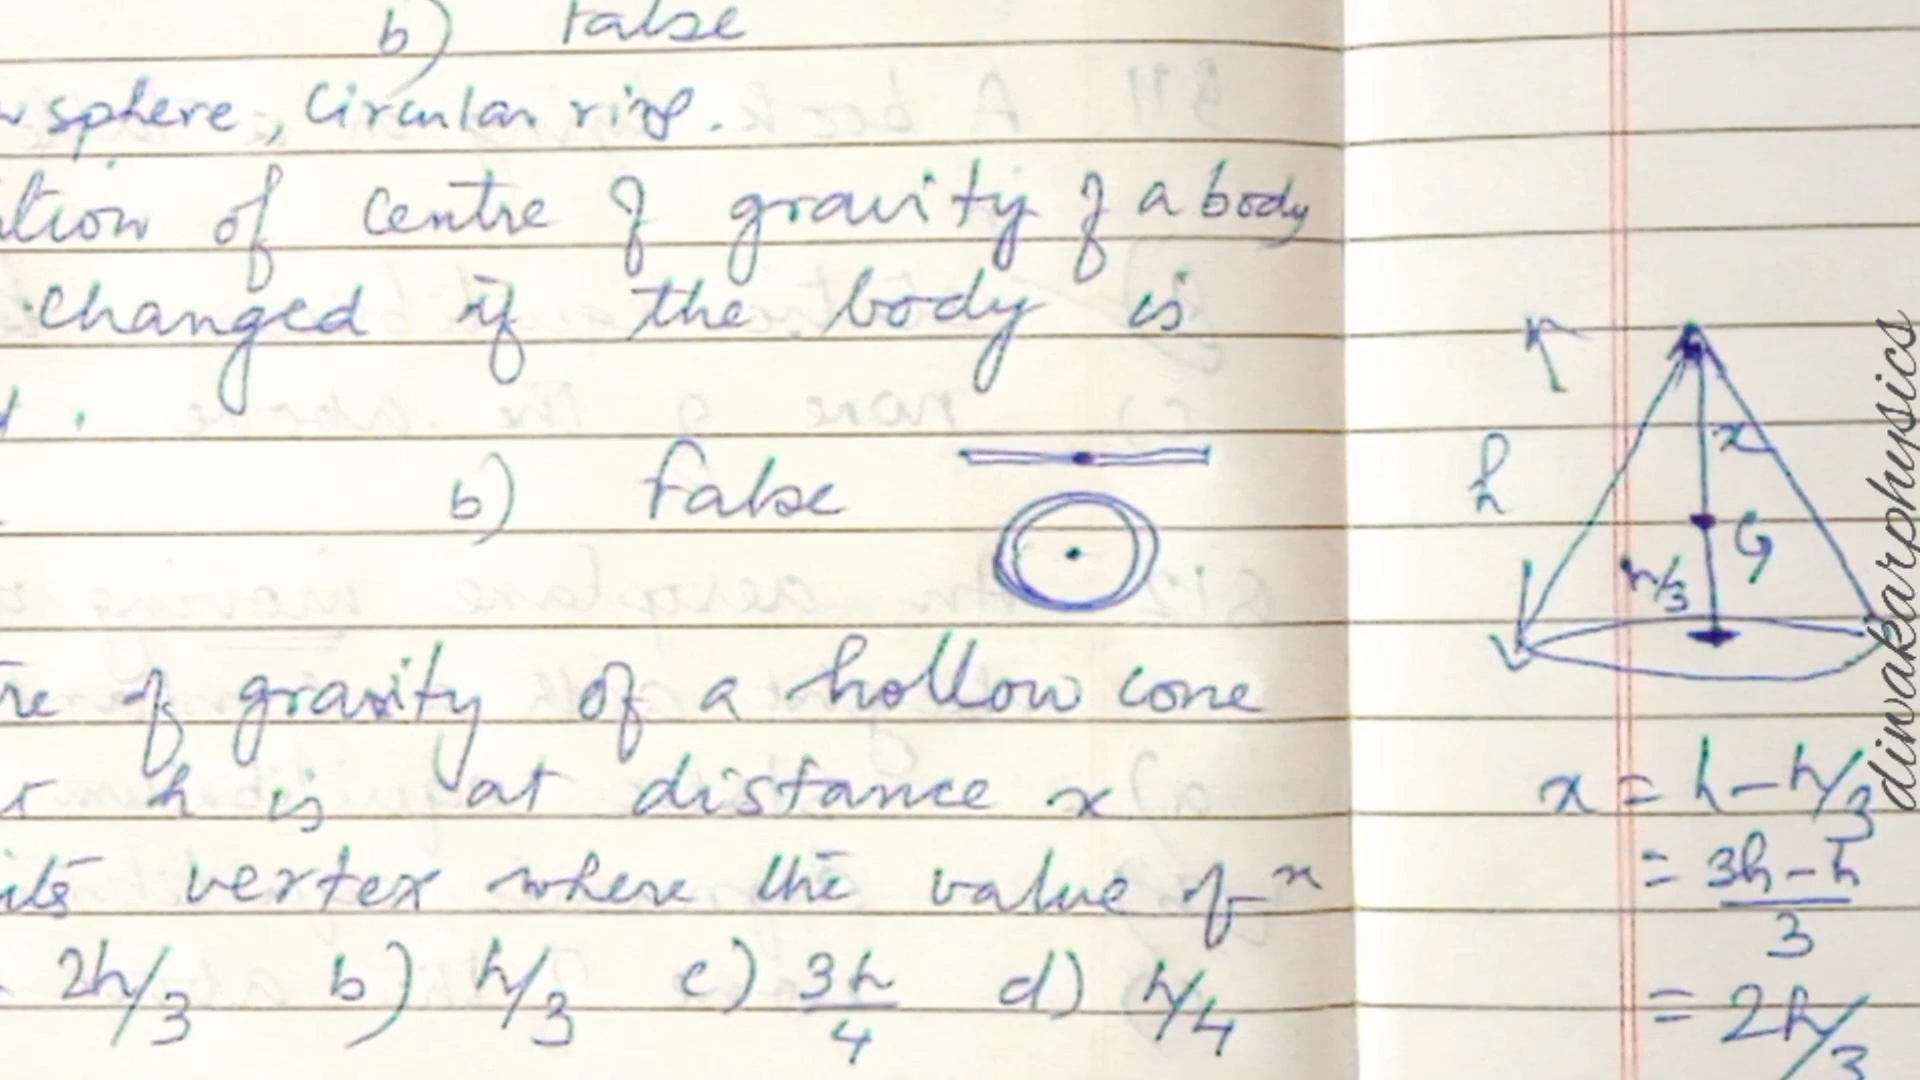 b) False
sphere, Circular ring.
of Centre of gravity of a body
changed if the body is
b) False
of gravity of a hollow cone
h is at distance x
its vertex where the value of x
2h/3 b) h/3 c) 3h/4 d) h/4
h
x
G
h/3
x = h - h/3
= 3h - h / 3
= 2h/3
diwakarphysics